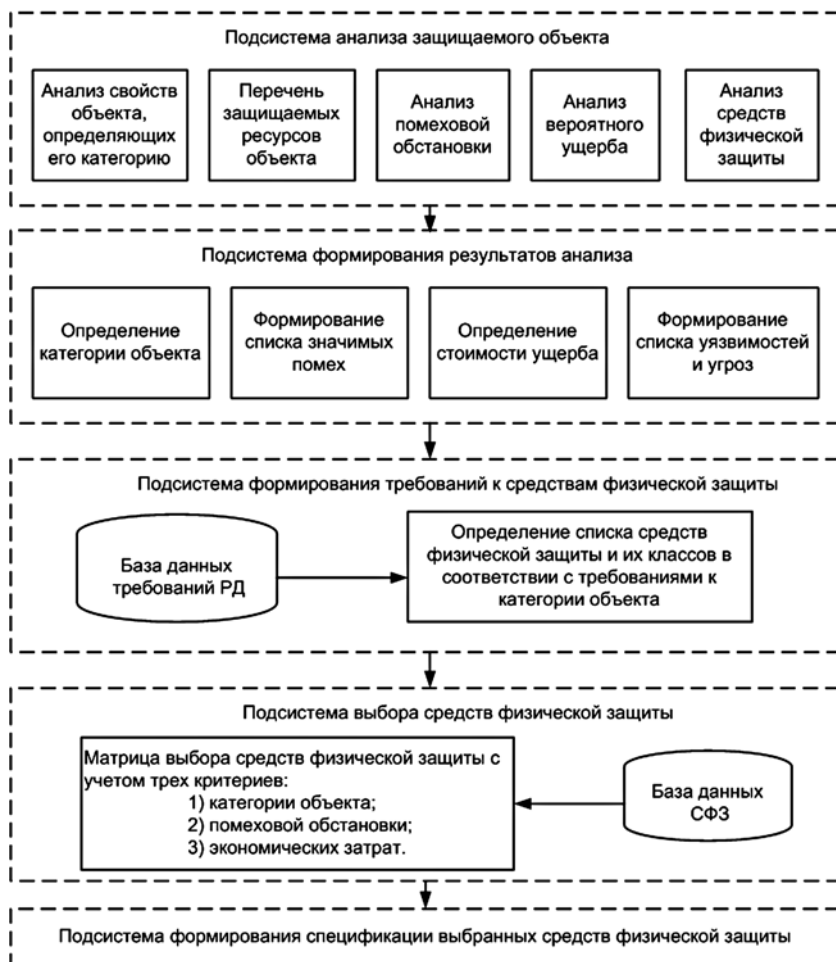 Подсистема анализа защищаемого объекта
Анализ свойств
объекта,
определяющих
его категорию
Перечень
защищаемых
ресурсов
объекта
Анализ
помеховой
обстановки
Анализ
вероятного
ущерба
Анализ
средств
физической
защиты
Подсистема формирования результатов анализа
Определение
категории объекта
Формирование
списка значимых
помех
Определение
стоимости ущерба
Формирование
списка уязвимостей
и угроз
Подсистема формирования требований к средствам физической защиты
База данных
требований РД
Определение списка средств
физической защиты и их классов в
соответствии с требованиями к
категории объекта
Подсистема выбора средств физической защиты
Матрица выбора средств физической защиты с
учетом трех критериев:
1) категории объекта;
2) помеховой обстановки;
3) экономических затрат.
База данных
СФЗ
Подсистема формирования спецификации выбранных средств физической защиты